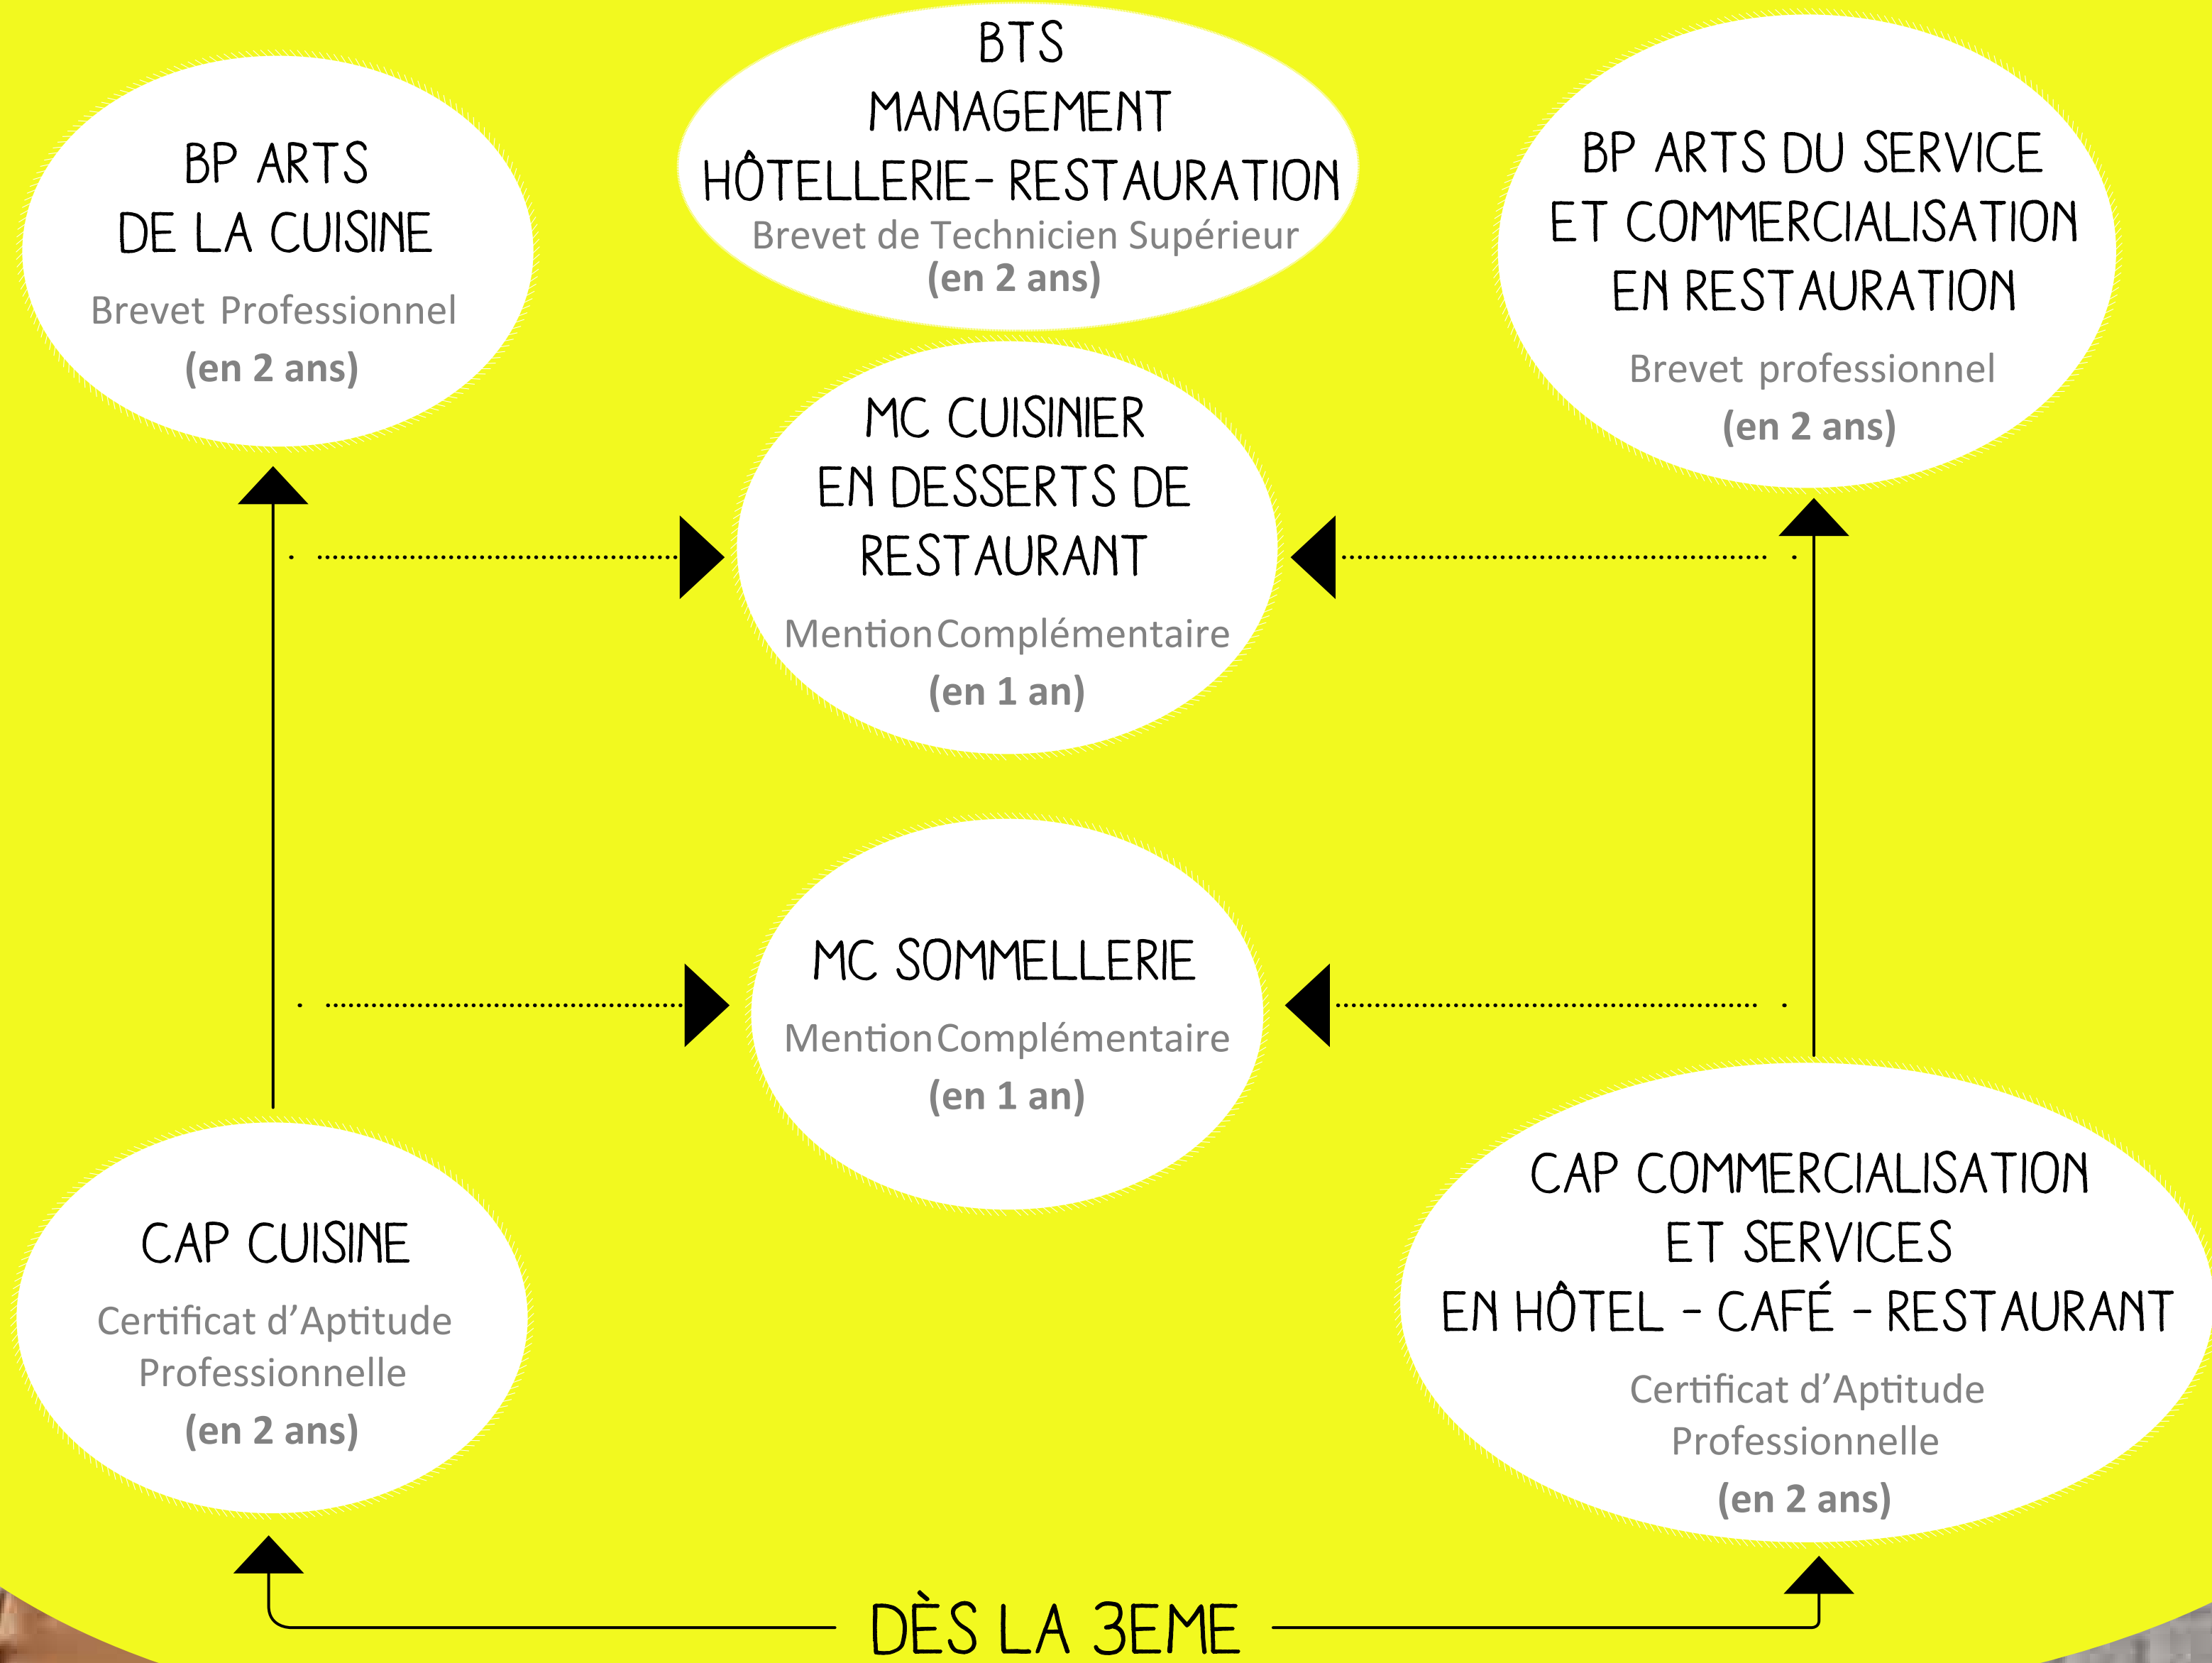 BTS
MANAGEMENT
HÔTELLERIE- RESTAURATION
Brevet de Technicien Supérieur
(en 2 ans)
BP ARTS
DE LA CUISINE
Brevet Professionnel
(en 2 ans)
BP ARTS DU SERVICE
ET COMMERCIALISATION
EN RESTAURATION
Brevet professionnel
(en 2 ans)
MC CUISINIER
EN DESSERTS DE
RESTAURANT
Mention Complémentaire
(en 1 an)
MC SOMMELLERIE
Mention Complémentaire
(en 1 an)
CAP CUISINE
Certificat d’Aptitude
Professionnelle
(en 2 ans)
CAP COMMERCIALISATION
ET SERVICES
EN HÔTEL - CAFÉ - RESTAURANT
Certificat d’Aptitude
Professionnelle
(en 2 ans)
DÈS LA 3EME